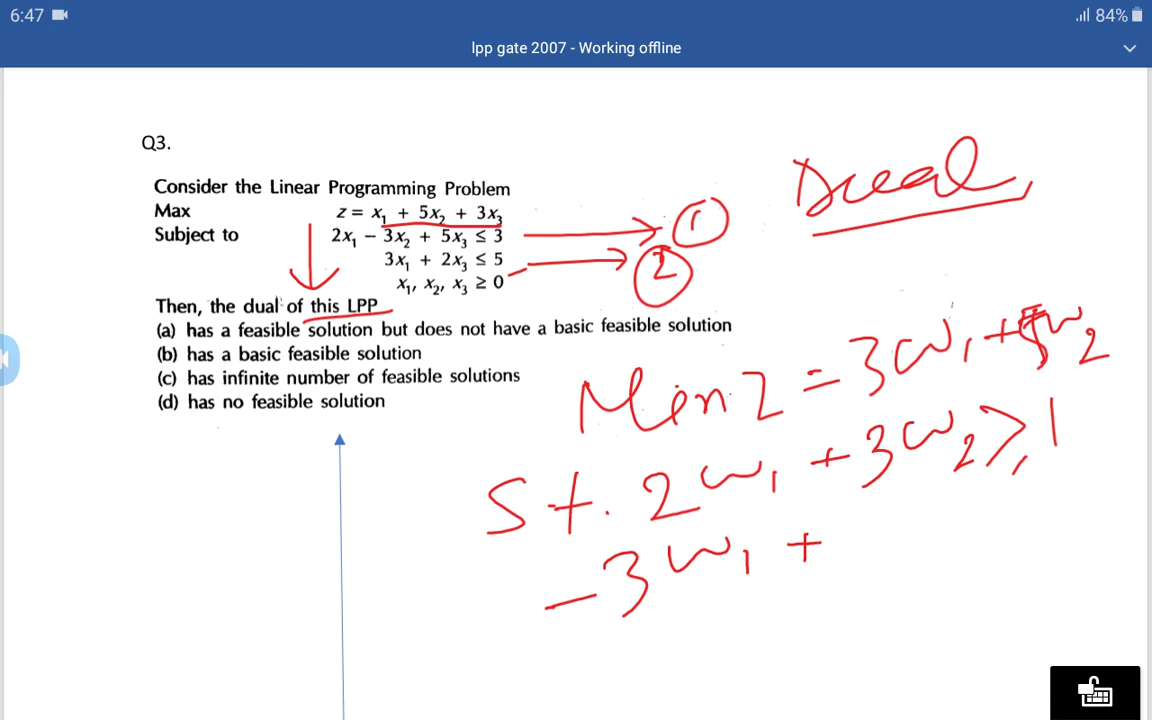 6:47 84%
lpp gate 2007 - Working offline
Q3.
Consider the Linear Programming Problem
Max z = x₁ + 5x₂ + 3x₃
Subject to 2x₁ − 3x₂ + 5x₃ ≤ 3
3x₁ + 2x₃ ≤ 5
x₁, x₂, x₃ ≥ 0
Then, the dual of this LPP
(a) has a feasible solution but does not have a basic feasible solution
(b) has a basic feasible solution
(c) has infinite number of feasible solutions
(d) has no feasible solution
Dual
1
2
Min Z = 3w₁ + 5w₂
St. 2w₁ + 3w₂ ≥ 1
− 3w₁ +